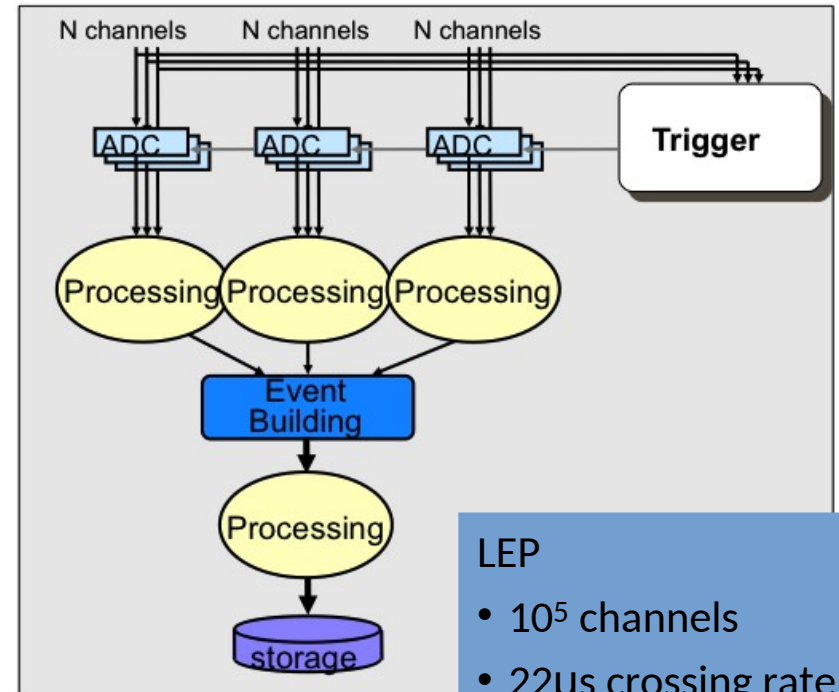 N channels N channels N channels
ADC ADC ADC Trigger
Processing Processing Processing
Event
Building
Processing
storage
LEP
• 10⁵ channels
• 22μs crossing rate